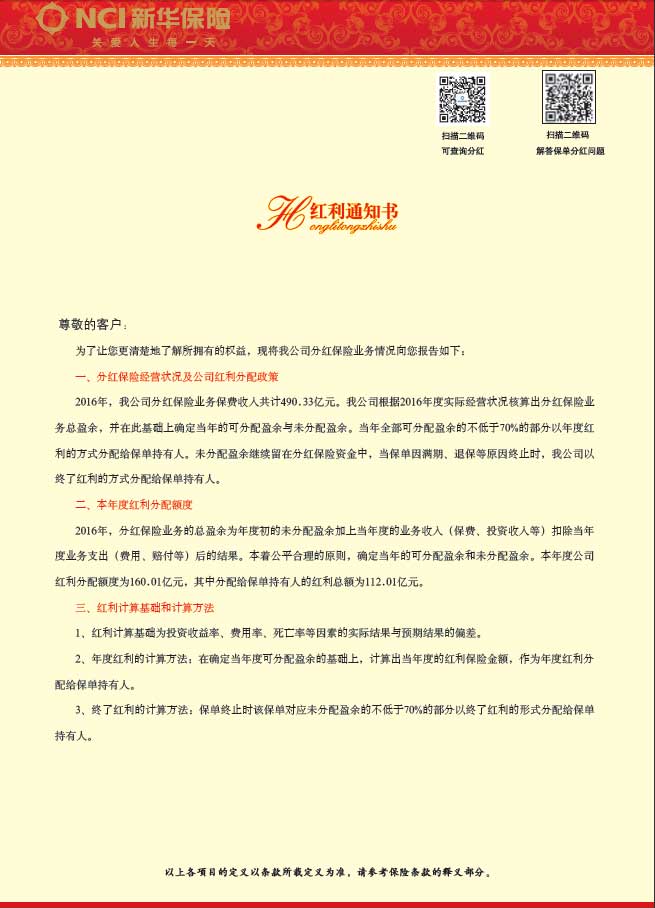 NCI 新华保险
关爱人生每一天
扫描二维码
可查询分红
扫描二维码
解答保单分红问题
H 红利通知书
onglitongzhishu
尊敬的客户：
为了让您更清楚地了解所拥有的权益，现将我公司分红保险业务情况向您报告如下：
一、分红保险经营状况及公司红利分配政策
2016年，我公司分红保险业务保费收入共计490.33亿元。我公司根据2016年度实际经营状况核算出分红保险业
务总盈余，并在此基础上确定当年的可分配盈余与未分配盈余。当年全部可分配盈余的不低于70%的部分以年度红
利的方式分配给保单持有人。未分配盈余继续留在分红保险资金中，当保单因满期、退保等原因终止时，我公司以
终了红利的方式分配给保单持有人。
二、本年度红利分配额度
2016年，分红保险业务的总盈余为年度初的未分配盈余加上当年度的业务收入（保费、投资收入等）扣除当年
度业务支出（费用、赔付等）后的结果。本着公平合理的原则，确定当年的可分配盈余和未分配盈余。本年度公司
红利分配额度为160.01亿元，其中分配给保单持有人的红利总额为112.01亿元。
三、红利计算基础和计算方法
1、红利计算基础为投资收益率、费用率、死亡率等因素的实际结果与预期结果的偏差。
2、年度红利的计算方法：在确定当年度可分配盈余的基础上，计算出当年度的红利保险金额，作为年度红利分
配给保单持有人。
3、终了红利的计算方法：保单终止时该保单对应未分配盈余的不低于70%的部分以终了红利的形式分配给保单
持有人。
以上各项目的定义以条款所载定义为准，请参考保险条款的释义部分。